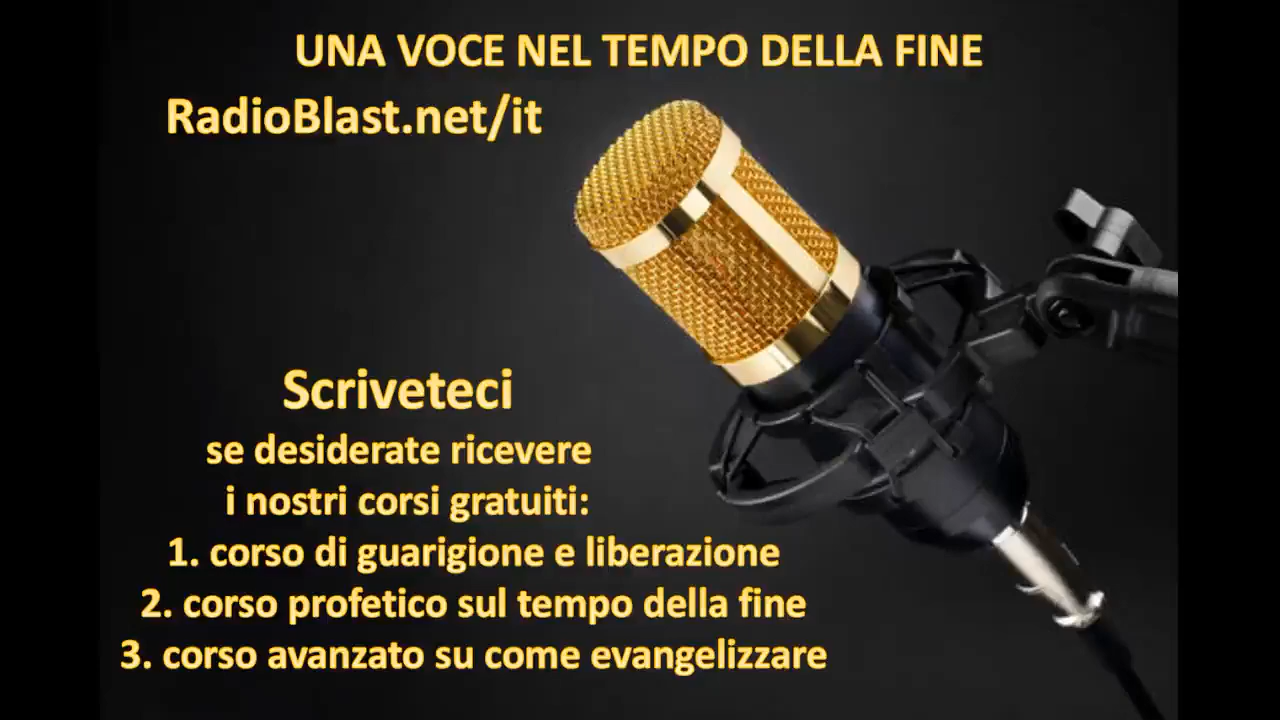 UNA VOCE NEL TEMPO DELLA FINE
RadioBlast.net/it
Scriveteci
se desiderate ricevere
i nostri corsi gratuiti:
1. corso di guarigione e liberazione
2. corso profetico sul tempo della fine
3. corso avanzato su come evangelizzare